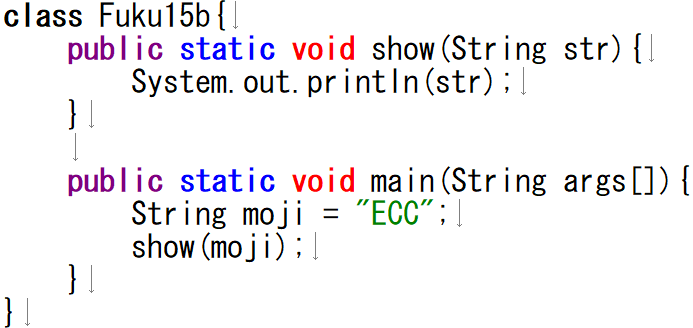 class Fuku15b{
    public static void show(String str){
        System.out.println(str);
    }

    public static void main(String args[]){
        String moji = "ECC";
        show(moji);
    }
}